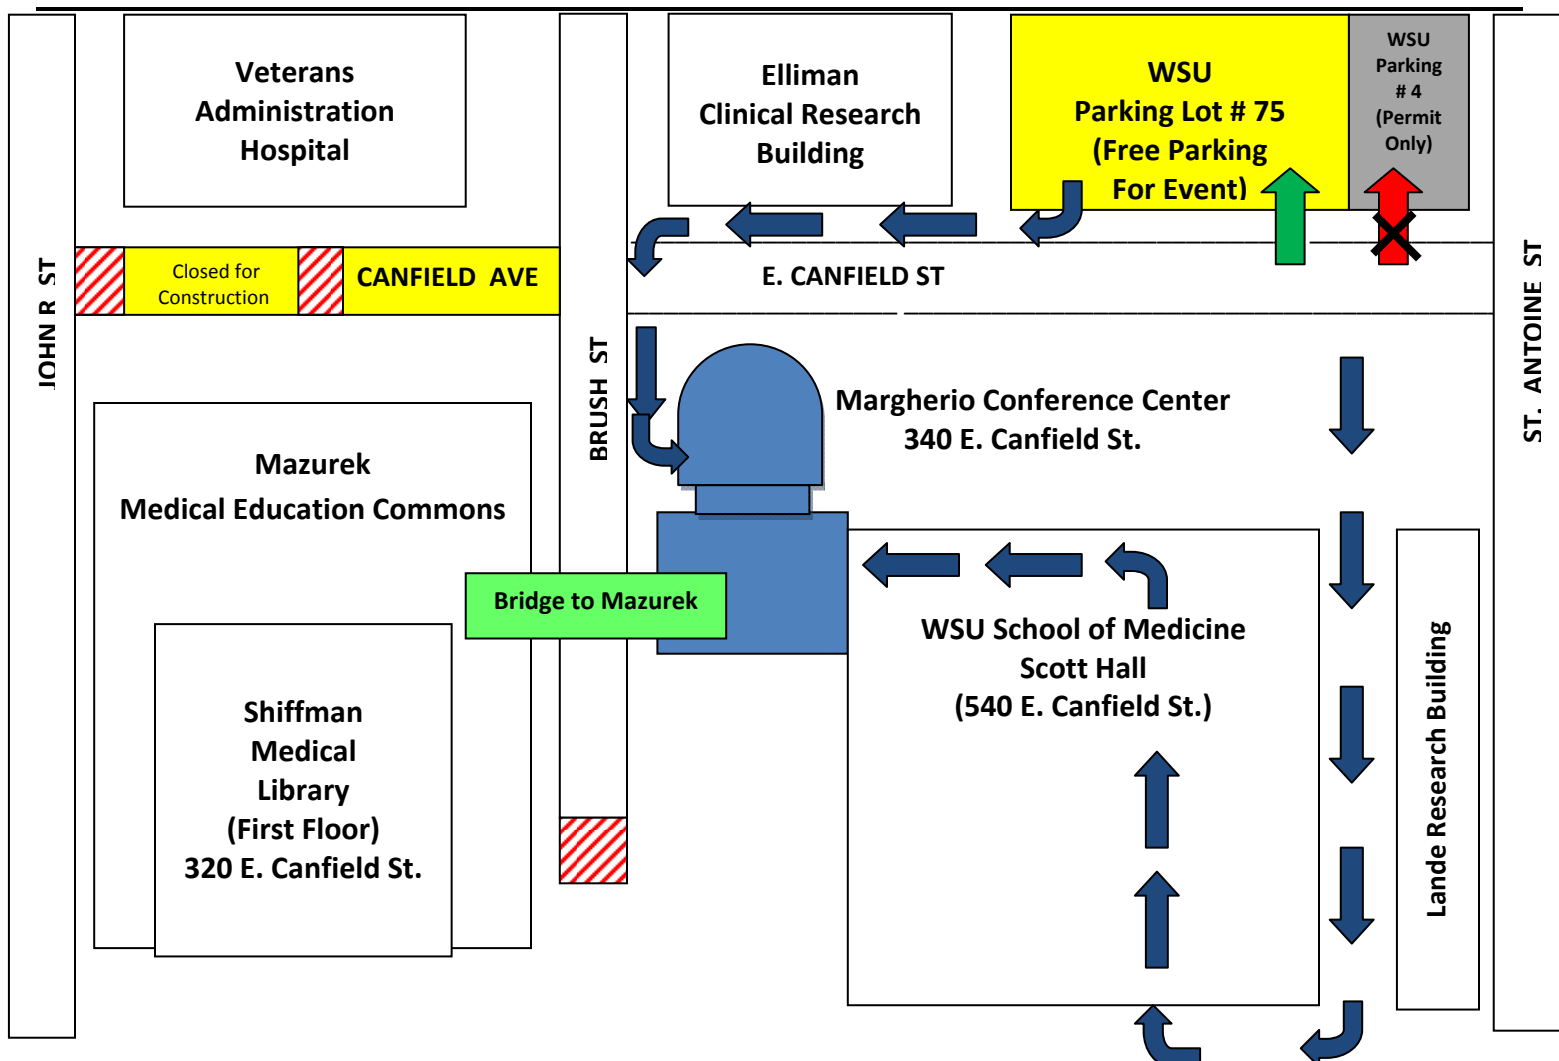 Veterans
Administration
Hospital
Elliman
Clinical Research
Building
WSU
Parking Lot # 75
(Free Parking
For Event)
WSU
Parking
# 4
(Permit
Only)
JOHN R ST
Closed for
Construction
CANFIELD AVE
E. CANFIELD ST
BRUSH ST
ST. ANTOINE ST
Margherio Conference Center
340 E. Canfield St.
Mazurek
Medical Education Commons
Bridge to Mazurek
WSU School of Medicine
Scott Hall
(540 E. Canfield St.)
Shiffman
Medical
Library
(First Floor)
320 E. Canfield St.
Lande Research Building